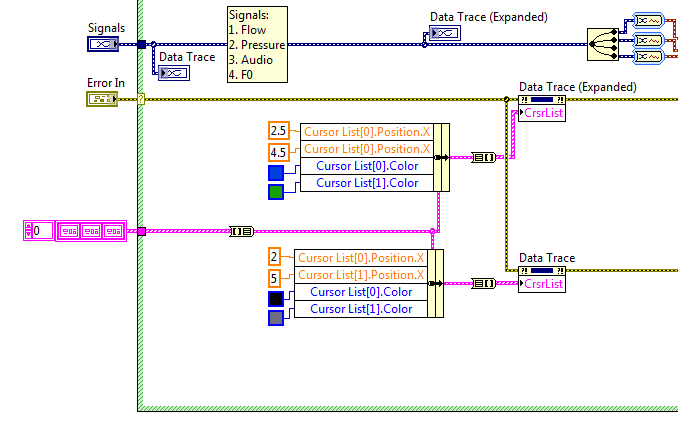 Signals
Signals:
1. Flow
2. Pressure
3. Audio
4. F0
Data Trace (Expanded)
Data Trace
Error In
?
Data Trace (Expanded)
?! ?!
CrsrList
2.5
Cursor List[0].Position.X
4.5
Cursor List[0].Position.X
Cursor List[0].Color
Cursor List[1].Color
0
2
Cursor List[0].Position.X
5
Cursor List[1].Position.X
Cursor List[0].Color
Cursor List[1].Color
Data Trace
?! ?!
CrsrList